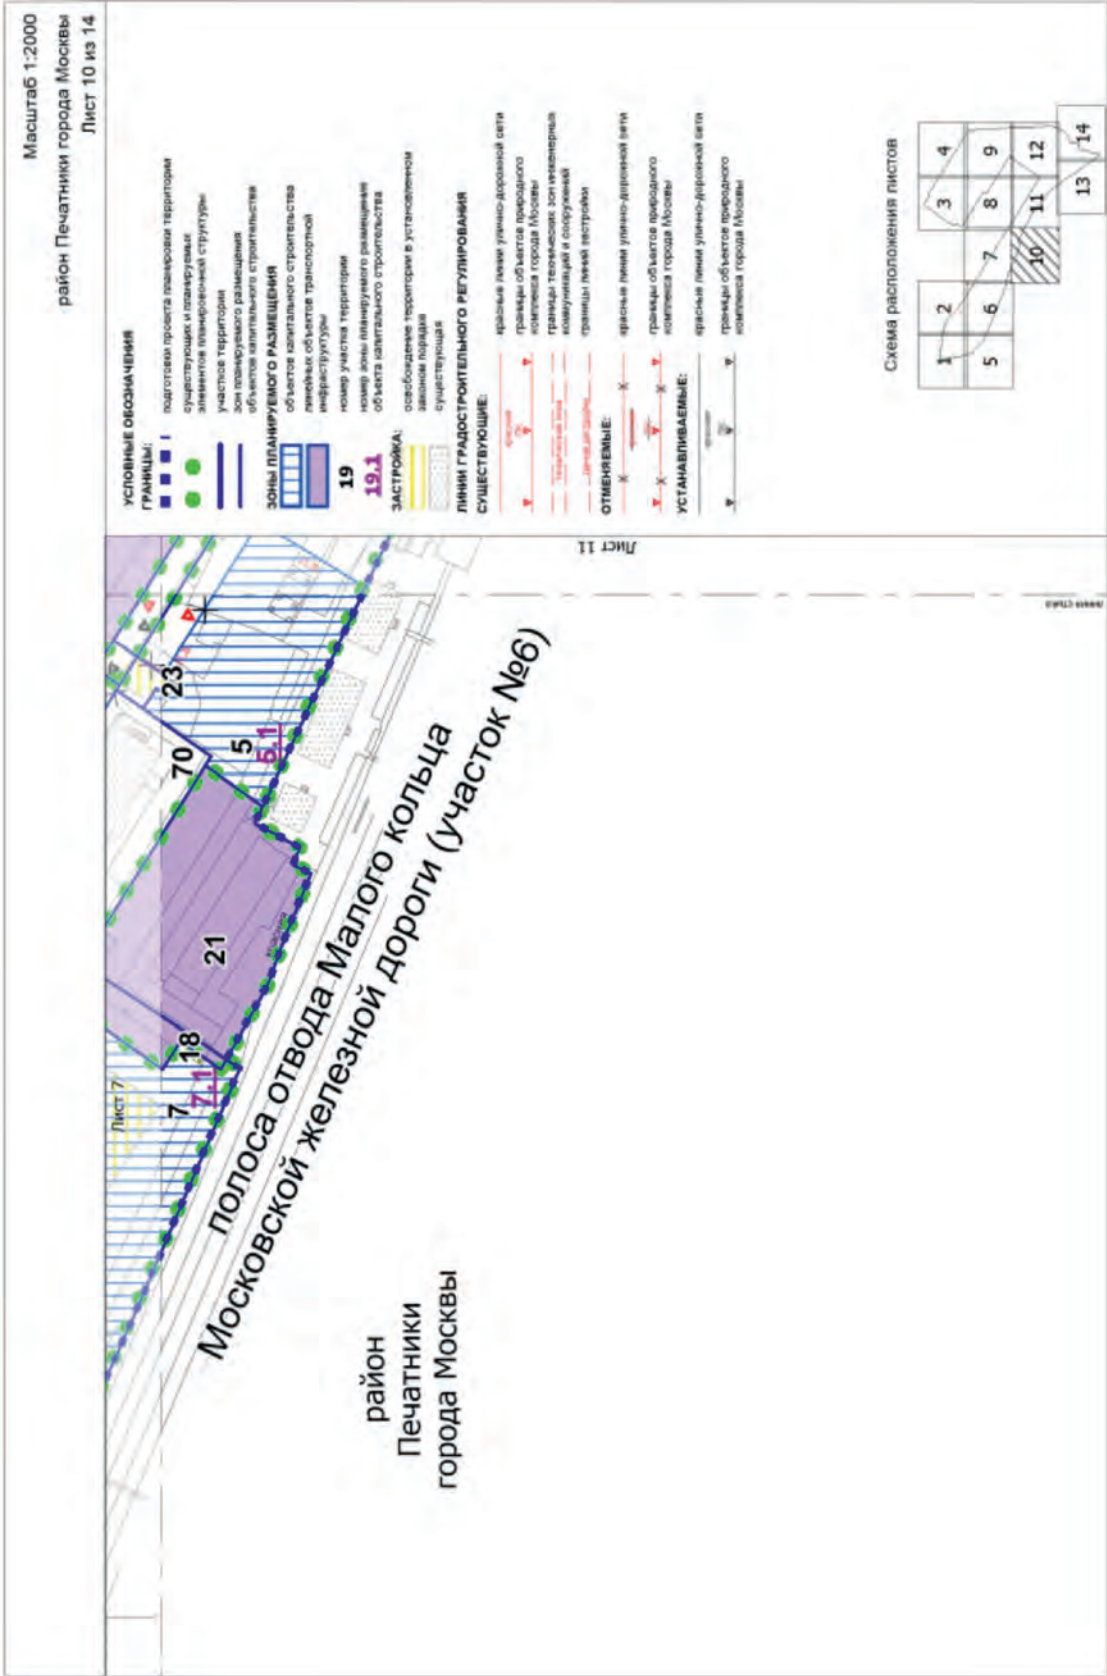 Масштаб 1:2000
район Печатники города Москвы
Лист 10 из 14
УСЛОВНЫЕ ОБОЗНАЧЕНИЯ
ГРАНИЦЫ:
подготовки проекта планировки территории
существующих и планируемых
элементов планировочной структуры
участков территории
зон планируемого размещения
объектов капитального строительства
ЗОНЫ ПЛАНИРУЕМОГО РАЗМЕЩЕНИЯ
объектов капитального строительства
линейных объектов транспортной
инфраструктуры
19
номер участка территории
19.1
номер зоны планируемого размещения
объекта капитального строительства
ЗАСТРОЙКА:
освобождение территории в установленном
законом порядке
существующая
ЛИНИИ ГРАДОСТРОИТЕЛЬНОГО РЕГУЛИРОВАНИЯ
СУЩЕСТВУЮЩИЕ:
красные линии улично-дорожной сети
границы объектов природного
комплекса города Москвы
границы технических зон инженерных
коммуникаций и сооружений
границы линий застройки
ОТМЕНЯЕМЫЕ:
красные линии улично-дорожной сети
границы объектов природного
комплекса города Москвы
УСТАНАВЛИВАЕМЫЕ:
красные линии улично-дорожной сети
границы объектов природного
комплекса города Москвы
Схема расположения листов
1
2
3
4
5
6
7
8
9
10
11
12
13
14
Лист 7
7
7.1
18
21
70
5
5.1
23
Лист 11
линия стыка
полоса отвода Малого кольца
Московской железной дороги (участок №6)
район
Печатники
города Москвы